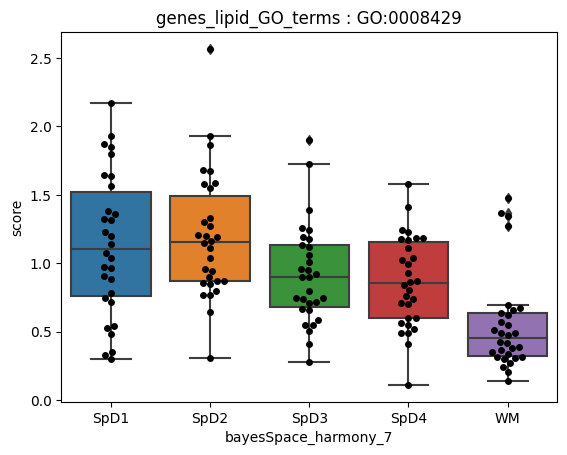 genes_lipid_GO_terms : GO:0008429
score
2.5
2.0
1.5
1.0
0.5
0.0
SpD1 SpD2 SpD3 SpD4 WM
bayesSpace_harmony_7